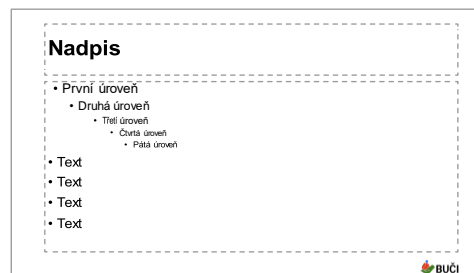 Nadpis
• První úroveň
• Druhá úroveň
• Třetí úroveň
• Čtvrtá úroveň
• Pátá úroveň
• Text
• Text
• Text
• Text
BUČI